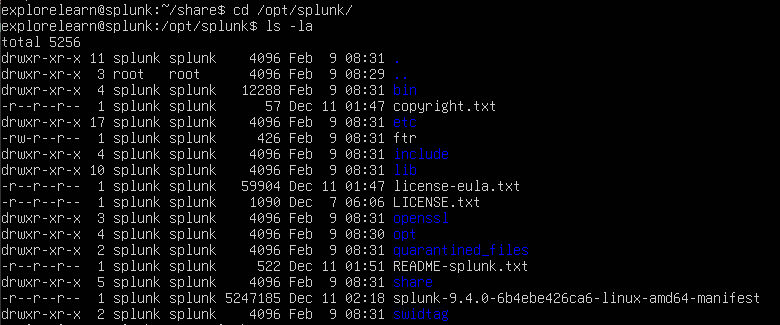 explorelearn@splunk:~/share$ cd /opt/splunk/
explorelearn@splunk:/opt/splunk$ ls -la
total 5256
drwxr-xr-x 11 splunk splunk    4096 Feb  9 08:31 .
drwxr-xr-x  3 root   root      4096 Feb  9 08:29 ..
drwxr-xr-x  4 splunk splunk   12288 Feb  9 08:31 bin
-r--r--r--  1 splunk splunk      57 Dec 11 01:47 copyright.txt
drwxr-xr-x 17 splunk splunk    4096 Feb  9 08:31 etc
-rw-r--r--  1 splunk splunk     426 Feb  9 08:31 ftr
drwxr-xr-x  4 splunk splunk    4096 Feb  9 08:31 include
drwxr-xr-x 10 splunk splunk    4096 Feb  9 08:31 lib
-r--r--r--  1 splunk splunk   59904 Dec 11 01:47 license-eula.txt
-r--r--r--  1 splunk splunk    1090 Dec  7 06:06 LICENSE.txt
drwxr-xr-x  3 splunk splunk    4096 Feb  9 08:31 openssl
drwxr-xr-x  4 splunk splunk    4096 Feb  9 08:30 opt
drwxr-xr-x  2 splunk splunk    4096 Feb  9 08:31 quarantined_files
-r--r--r--  1 splunk splunk     522 Dec 11 01:51 README-splunk.txt
drwxr-xr-x  5 splunk splunk    4096 Feb  9 08:31 share
-r--r--r--  1 splunk splunk 5247185 Dec 11 02:18 splunk-9.4.0-6b4ebe426ca6-linux-amd64-manifest
drwxr-xr-x  2 splunk splunk    4096 Feb  9 08:31 swidtag